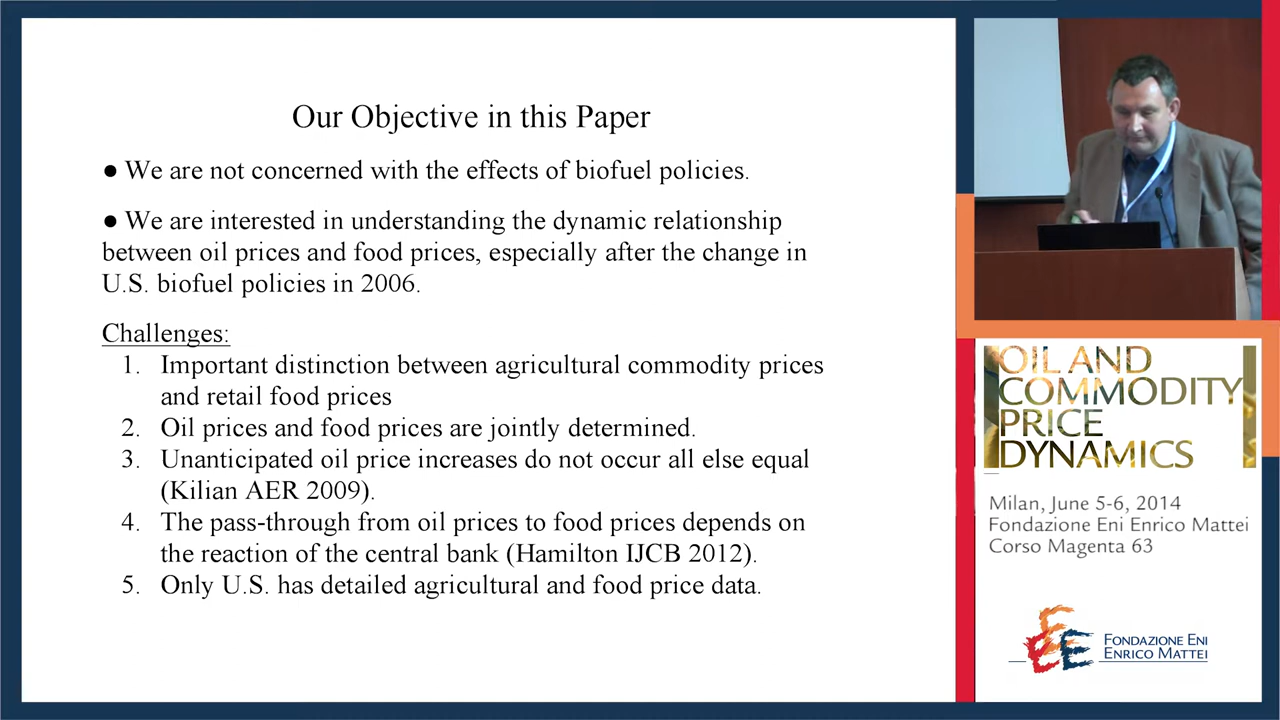 Our Objective in this Paper
● We are not concerned with the effects of biofuel policies.
● We are interested in understanding the dynamic relationship
between oil prices and food prices, especially after the change in
U.S. biofuel policies in 2006.
Challenges:
1. Important distinction between agricultural commodity prices
and retail food prices
2. Oil prices and food prices are jointly determined.
3. Unanticipated oil price increases do not occur all else equal
(Kilian AER 2009).
4. The pass-through from oil prices to food prices depends on
the reaction of the central bank (Hamilton IJCB 2012).
5. Only U.S. has detailed agricultural and food price data.
OIL AND
COMMODITY
PRICE
DYNAMICS
Milan, June 5-6, 2014
Fondazione Eni Enrico Mattei
Corso Magenta 63
FONDAZIONE ENI
ENRICO MATTEI